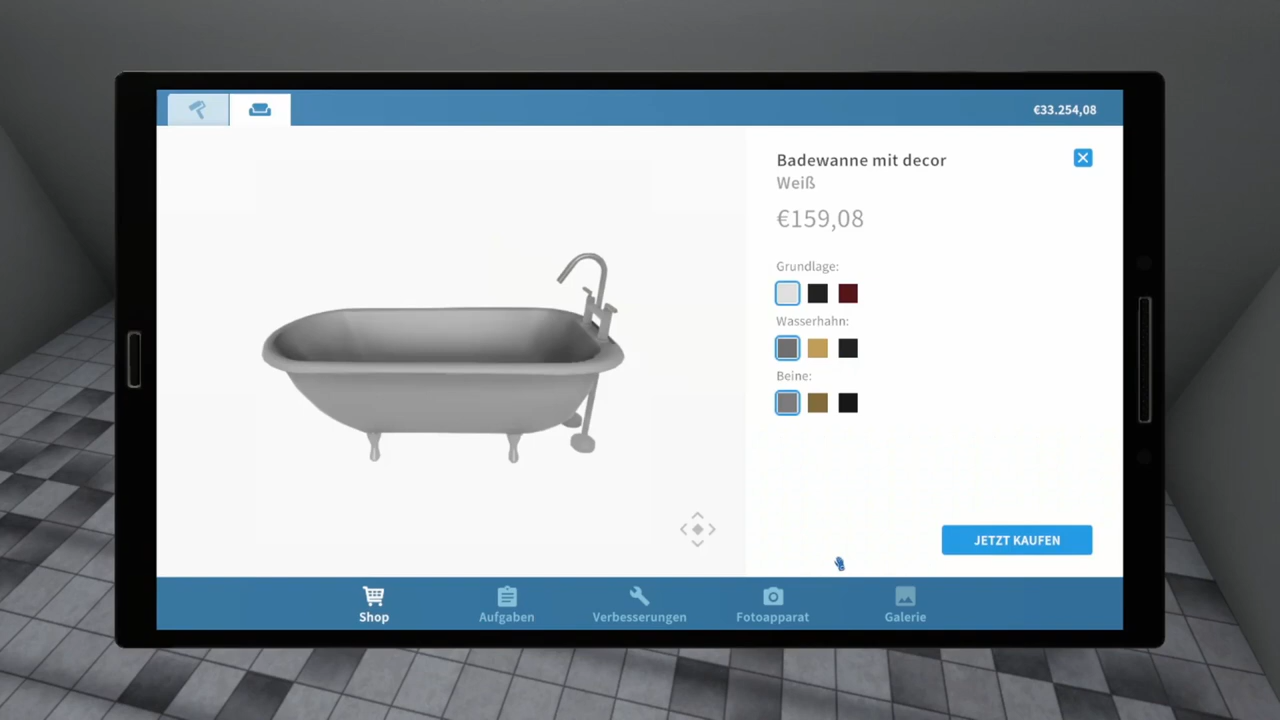 €33.254,08
Badewanne mit decor
Weiß
€159,08
Grundlage:
Wasserhahn:
Beine:
JETZT KAUFEN
Shop
Aufgaben
Verbesserungen
Fotoapparat
Galerie